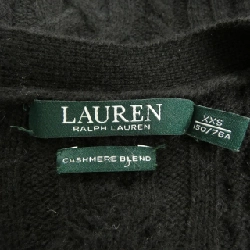 LAUREN
RALPH LAUREN
XXS
150/76A
CASHMERE BLEND